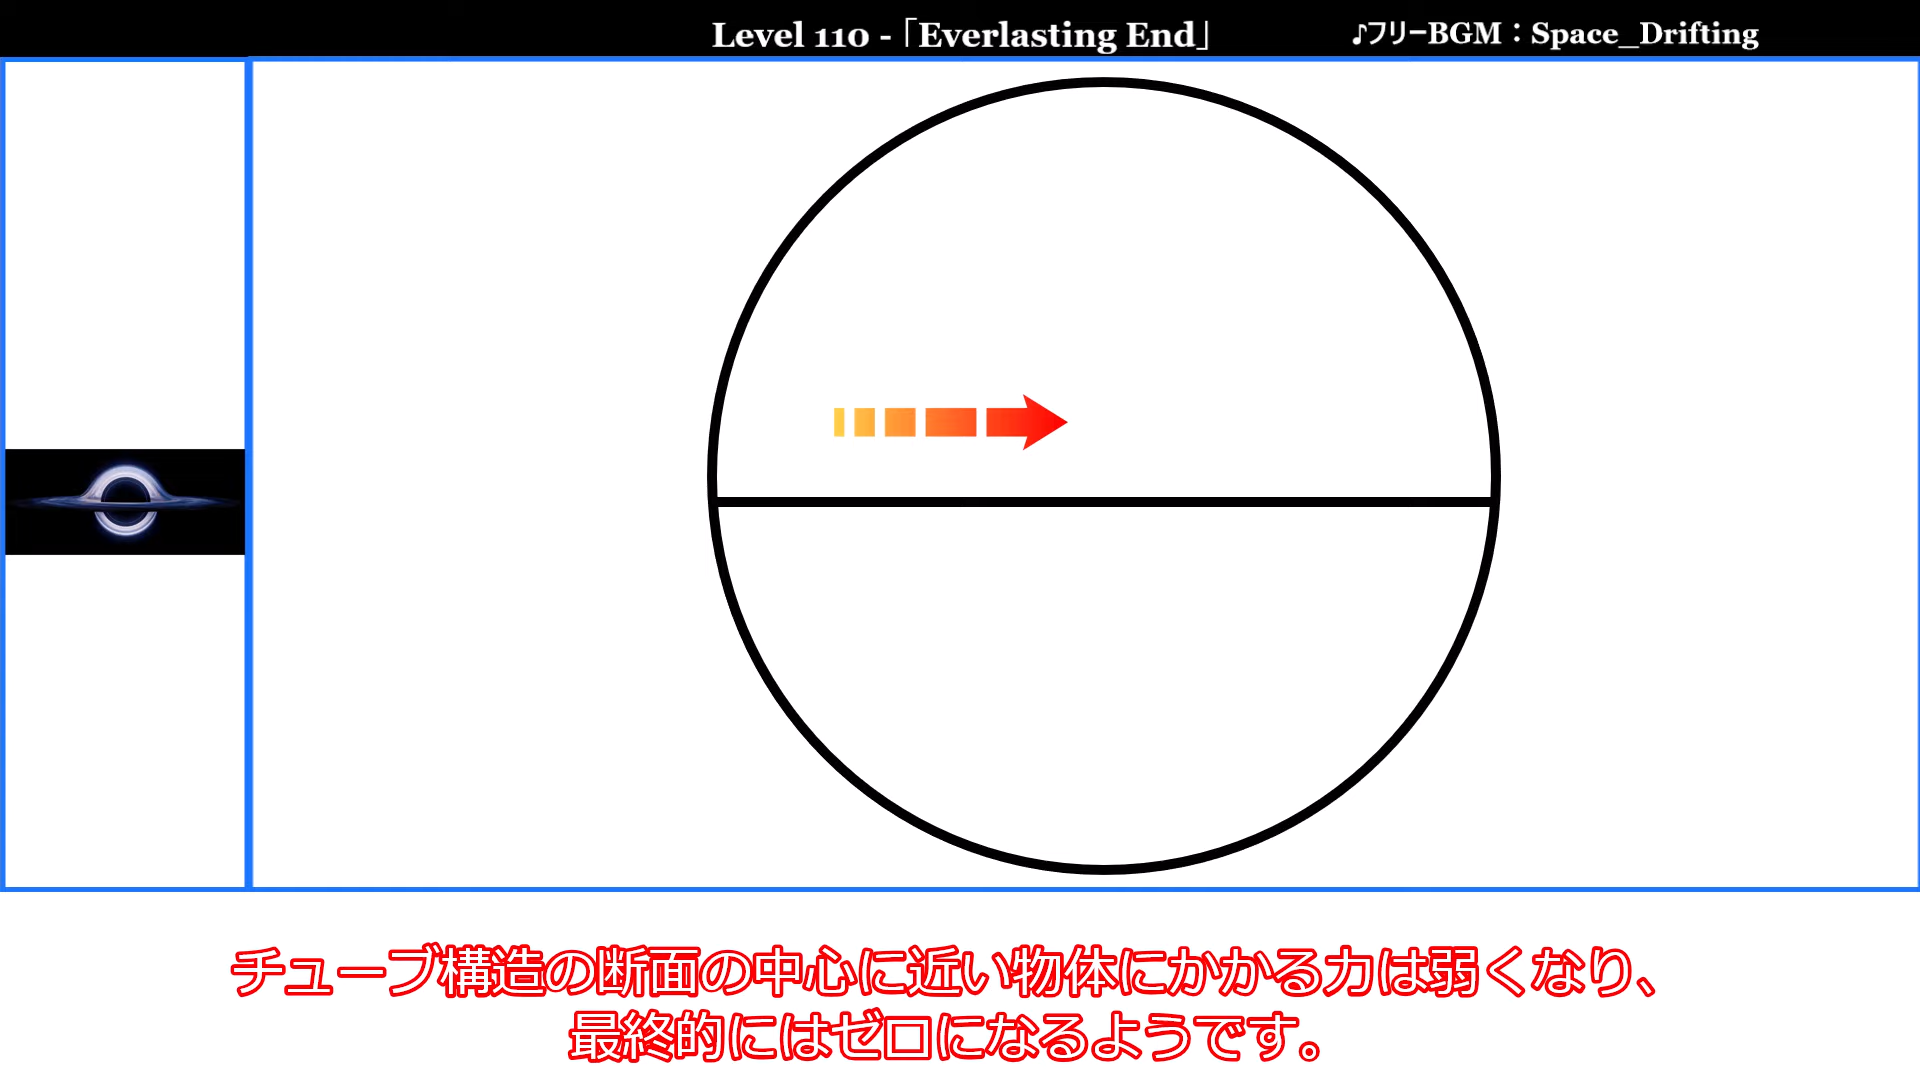 Level 110 -「Everlasting End」
♪フリーBGM：Space_Drifting
チューブ構造の断面の中心に近い物体にかかる力は弱くなり、
最終的にはゼロになるようです。